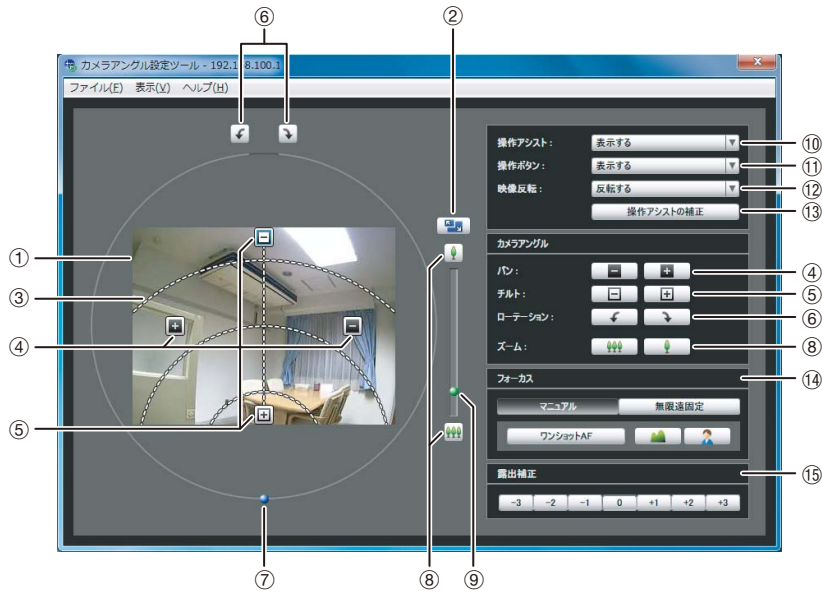 ⑥ ②
カメラアングル設定ツール - 192.168.100.1
ファイル(F) 表示(V) ヘルプ(H)
操作アシスト： 表示する ⑩
操作ボタン： 表示する ⑪
映像反転： 反転する ⑫
操作アシストの補正 ⑬
① カメラアングル
③ パン： ④
④ チルト： ⑤
ローテーション： ⑥
ズーム： ⑧
フォーカス ⑭
マニュアル 無限遠固定
⑤ ワンショットAF
露出補正 ⑮
-3 -2 -1 0 +1 +2 +3
⑦ ⑧ ⑨